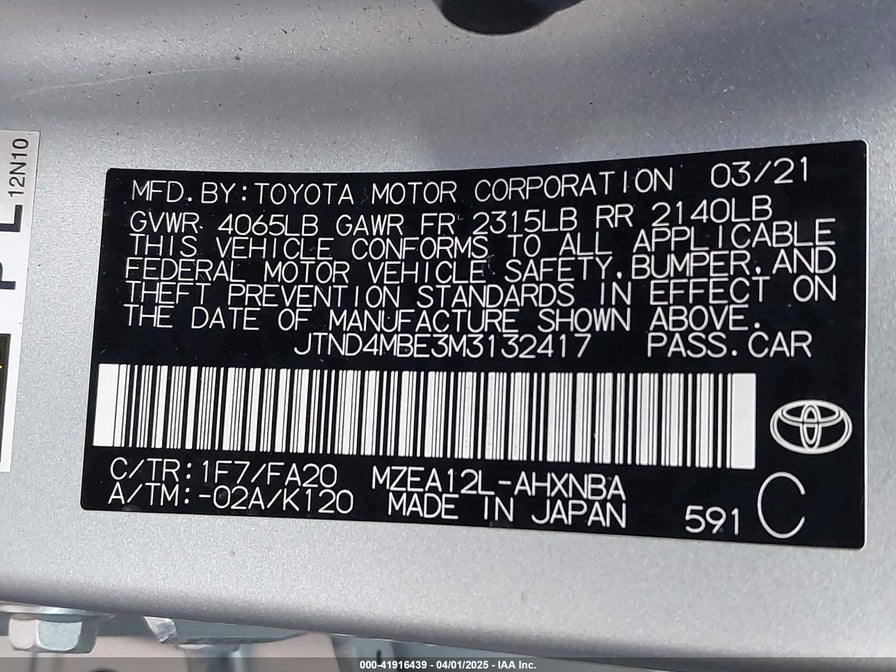 12N10
MFD.BY:TOYOTA MOTOR CORPORATION 03/21
GVWR 4065LB GAWR FR 2315LB RR 2140LB
THIS VEHICLE CONFORMS TO ALL APPLICABLE
FEDERAL MOTOR VEHICLE SAFETY,BUMPER,AND
THEFT PREVENTION STANDARDS IN EFFECT ON
THE DATE OF MANUFACTURE SHOWN ABOVE.
JTND4MBE3M3132417 PASS.CAR
C/TR:1F7/FA20 MZEA12L-AHXNBA
A/TM:-02A/K120 MADE IN JAPAN 591 C
000-41916439 - 04/01/2025 - IAA Inc.